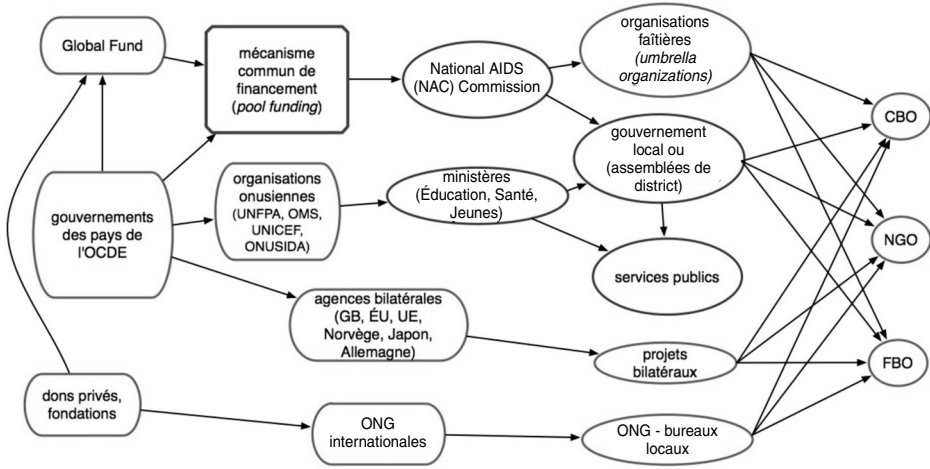 Global Fund
mécanisme
commun de
financement
(pool funding)
National AIDS
(NAC) Commission
organisations
faîtières
(umbrella
organizations)
CBO
gouvernements
des pays de
l'OCDE
organisations
onusiennes
(UNFPA, OMS,
UNICEF,
ONUSIDA)
ministères
(Éducation, Santé,
Jeunes)
gouvernement
local ou
(assemblées de
district)
NGO
services publics
agences bilatérales
(GB, ÉU, UE,
Norvège, Japon,
Allemagne)
projets
bilatéraux
FBO
dons privés,
fondations
ONG
internationales
ONG - bureaux
locaux